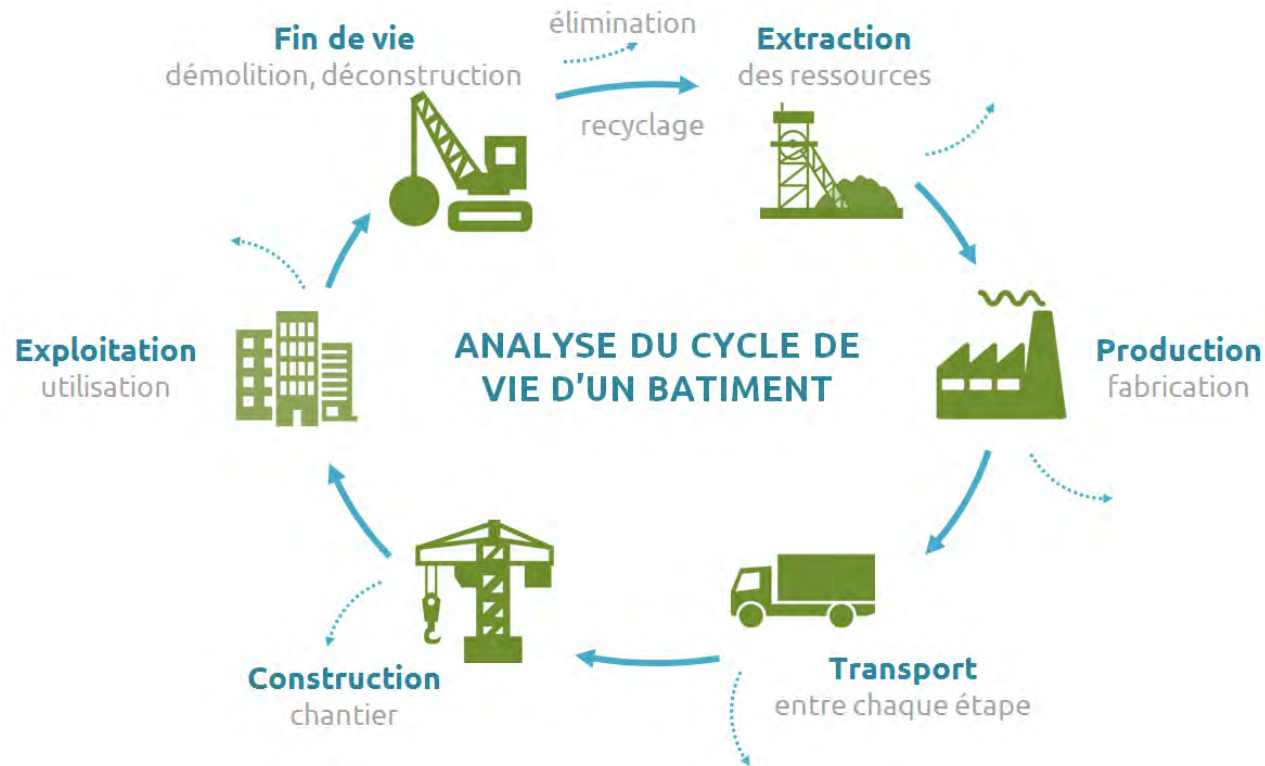 Fin de vie
démolition, déconstruction
élimination
recyclage
Extraction
des ressources
ANALYSE DU CYCLE DE
VIE D'UN BATIMENT
Exploitation
utilisation
Production
fabrication
Construction
chantier
Transport
entre chaque étape